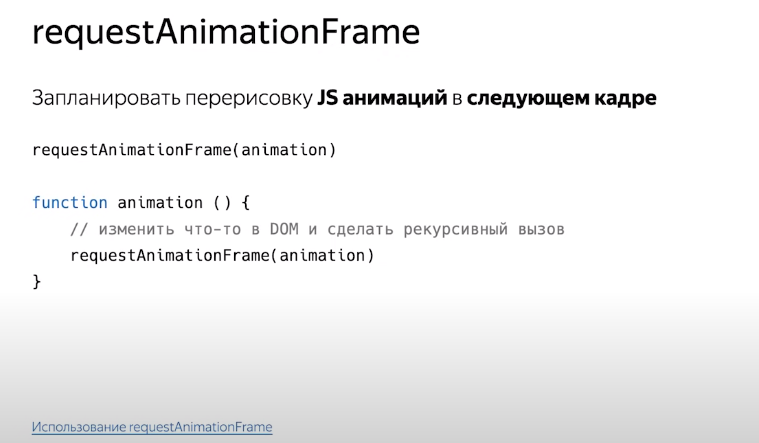 requestAnimationFrame
Запланировать перерисовку JS анимаций в следующем кадре
requestAnimationFrame(animation)
function animation () {
// изменить что-то в DOM и сделать рекурсивный вызов
requestAnimationFrame(animation)
}
Использование requestAnimationFrame